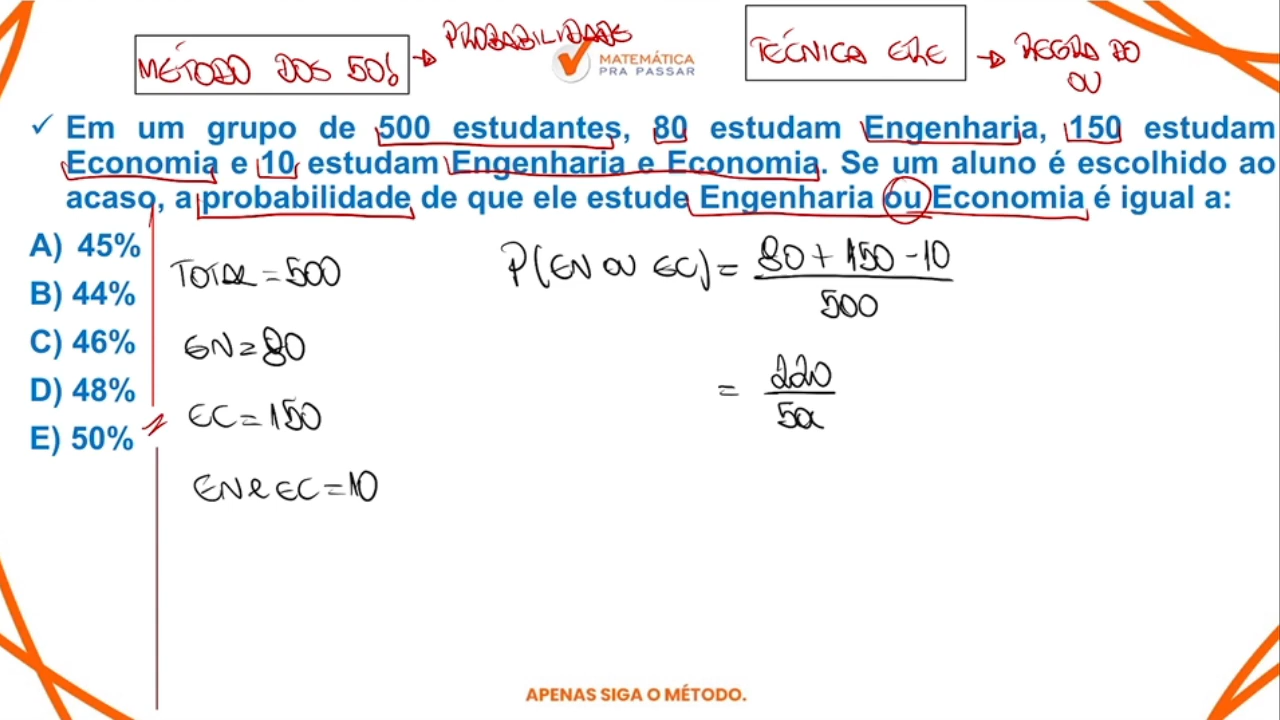 MÉTODO DOS 50! → PROBABILIDADE
MATEMÁTICA
PRA PASSAR
TÉCNICA → REGRA DO
OU
✓ Em um grupo de 500 estudantes, 80 estudam Engenharia, 150 estudam
Economia e 10 estudam Engenharia e Economia. Se um aluno é escolhido ao
acaso, a probabilidade de que ele estude Engenharia ou Economia é igual a:
A) 45%
B) 44%
C) 46%
D) 48%
E) 50%
TOTAL = 500
EN = 80
EC = 150
EN e EC = 10
P(EN OU EC) = 80 + 150 - 10
500
= 220
500
APENAS SIGA O MÉTODO.